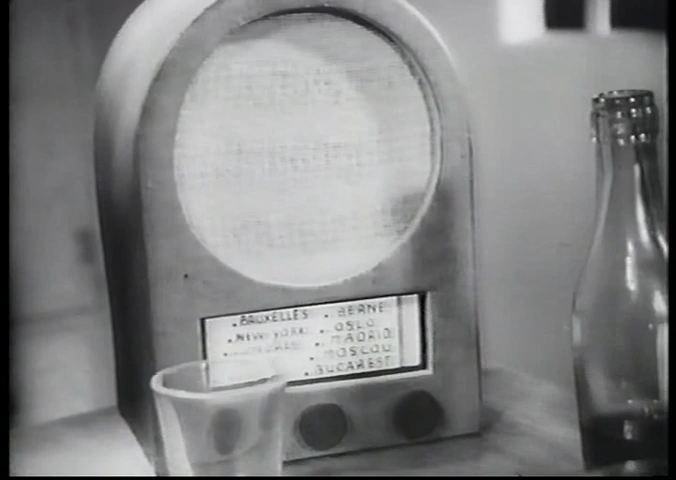 BRUXELLES
NEW-YORK
BERNE
OSLO
MADRID
MOSCOU
BUCAREST